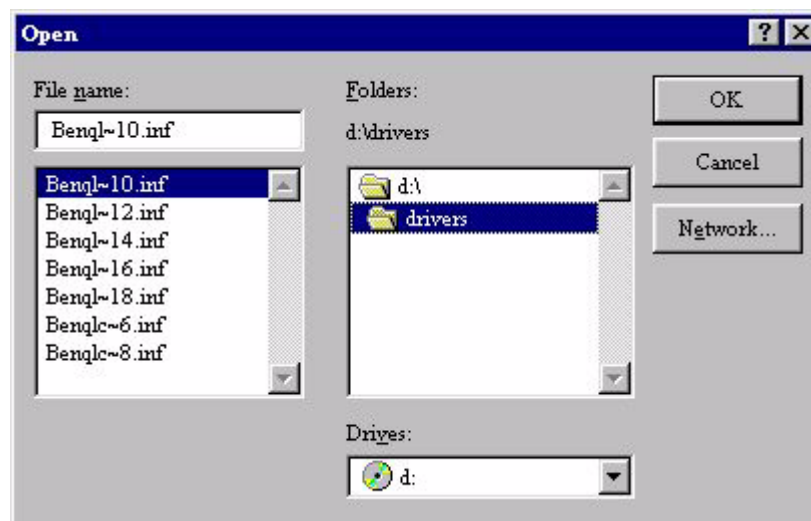 Open
File name:
Benql~10.inf
Benql~10.inf
Benql~12.inf
Benql~14.inf
Benql~16.inf
Benql~18.inf
Benqlc~6.inf
Benqlc~8.inf
Folders:
d:\drivers
d:\
drivers
Drives:
d:
OK
Cancel
Network...